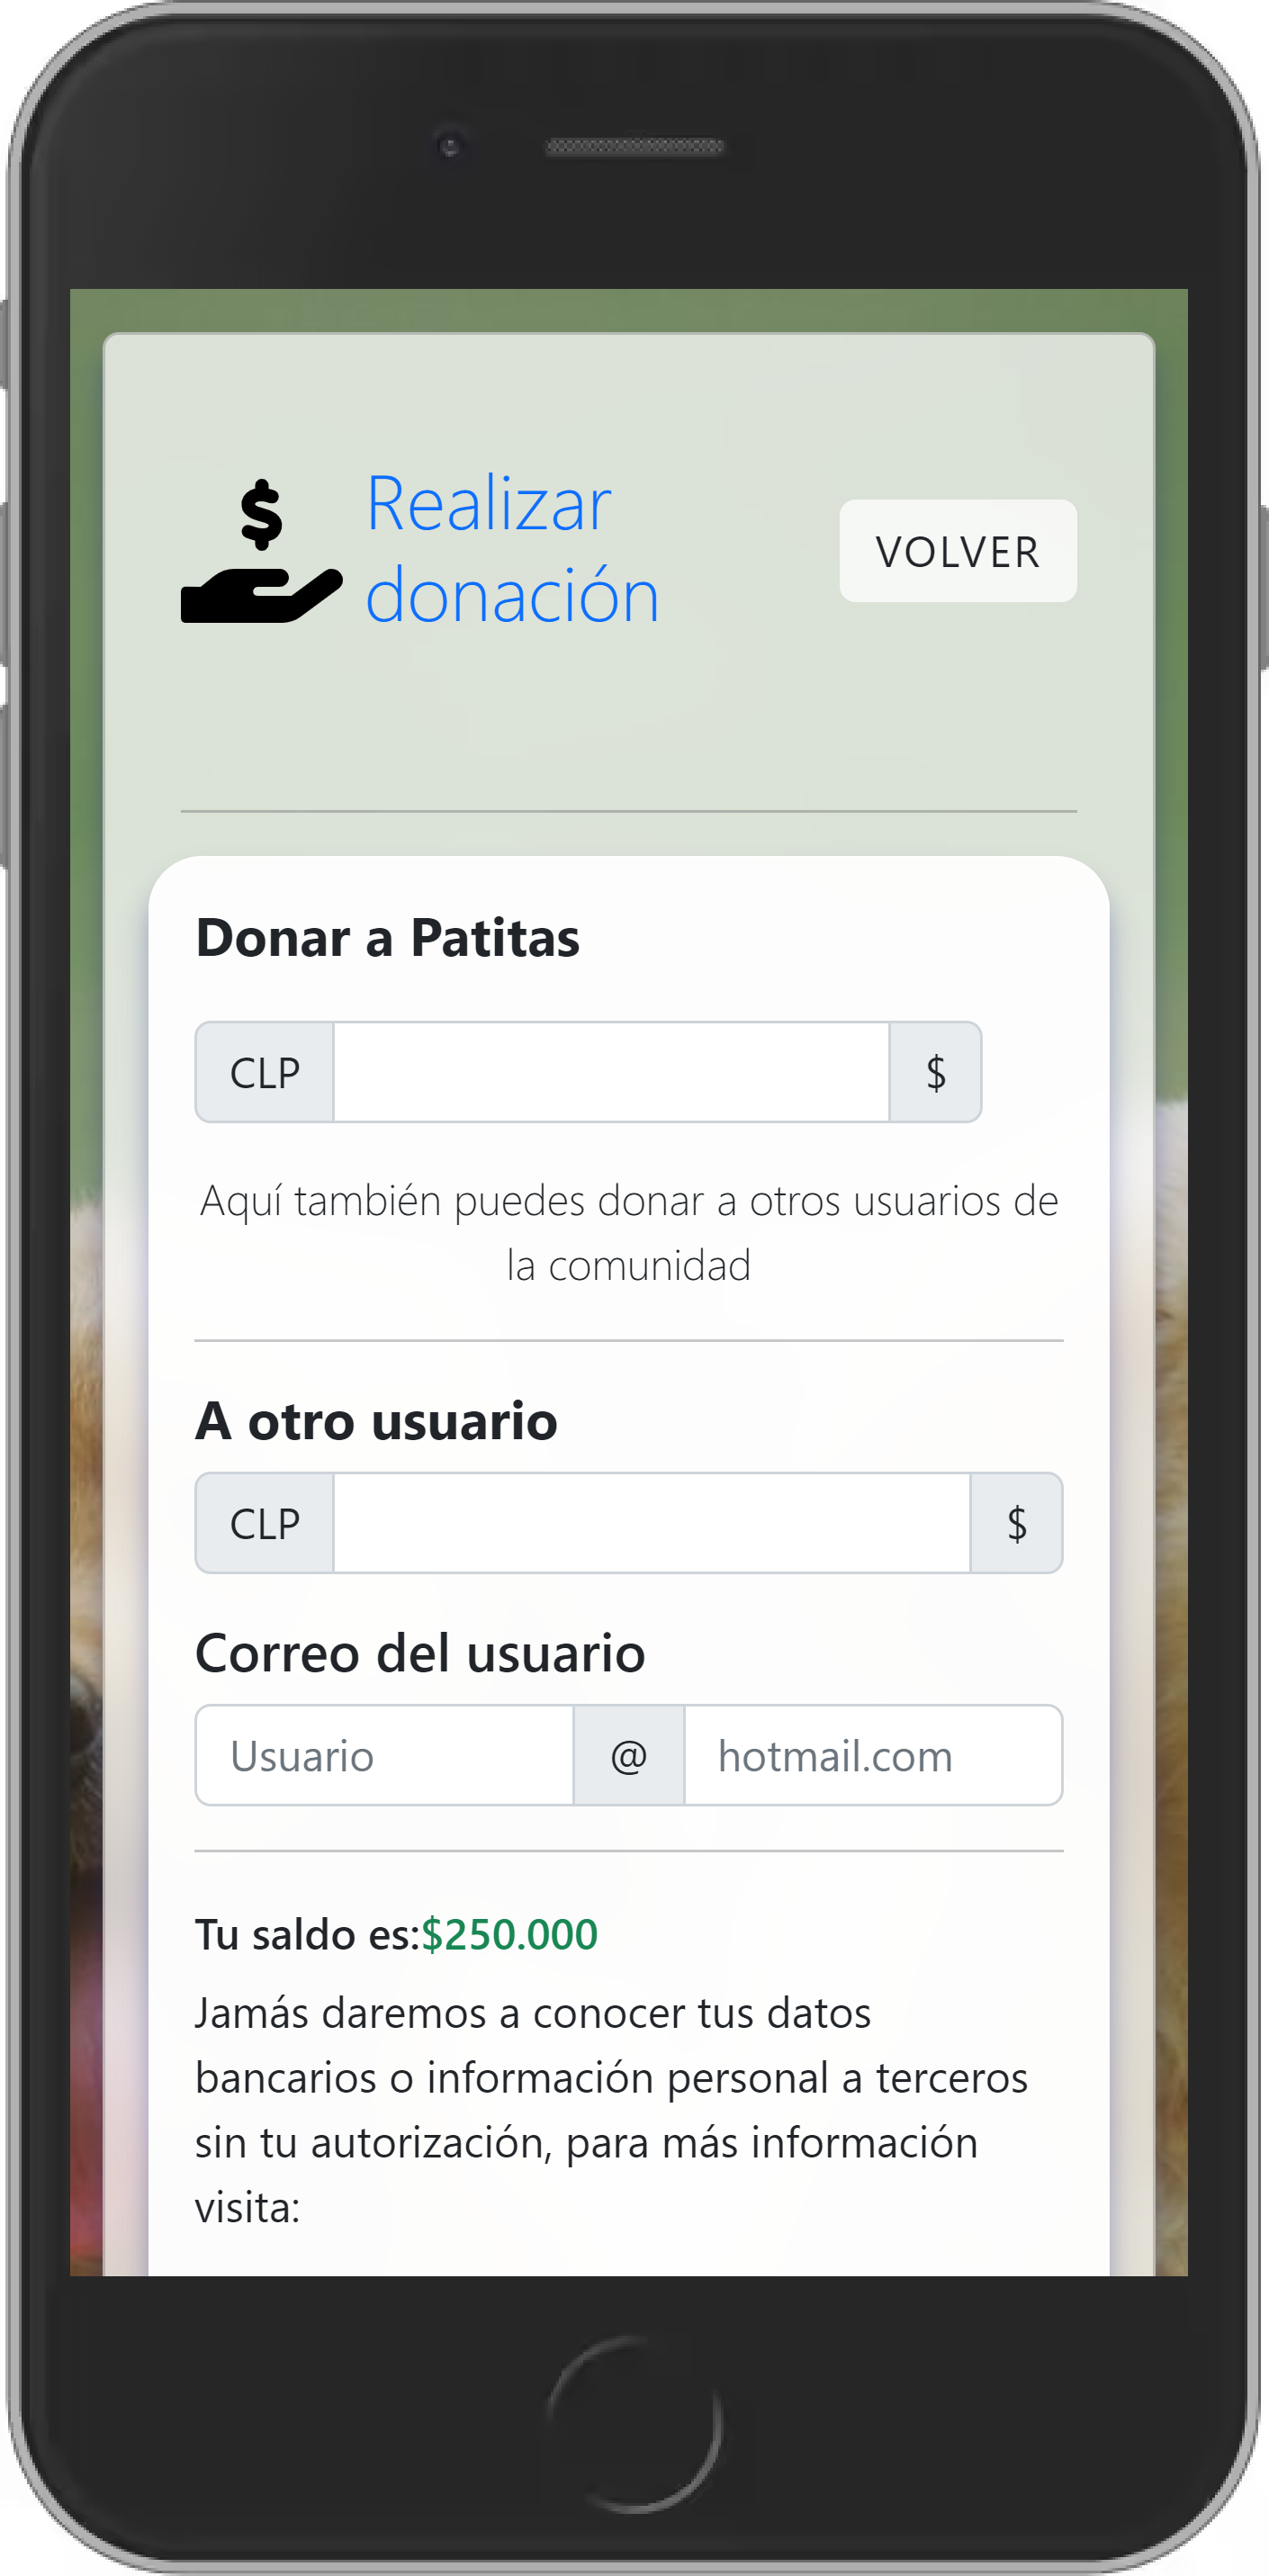 Realizar
donación
VOLVER
Donar a Patitas
CLP $
Aquí también puedes donar a otros usuarios de
la comunidad
A otro usuario
CLP $
Correo del usuario
Usuario @ hotmail.com
Tu saldo es:$250.000
Jamás daremos a conocer tus datos
bancarios o información personal a terceros
sin tu autorización, para más información
visita: